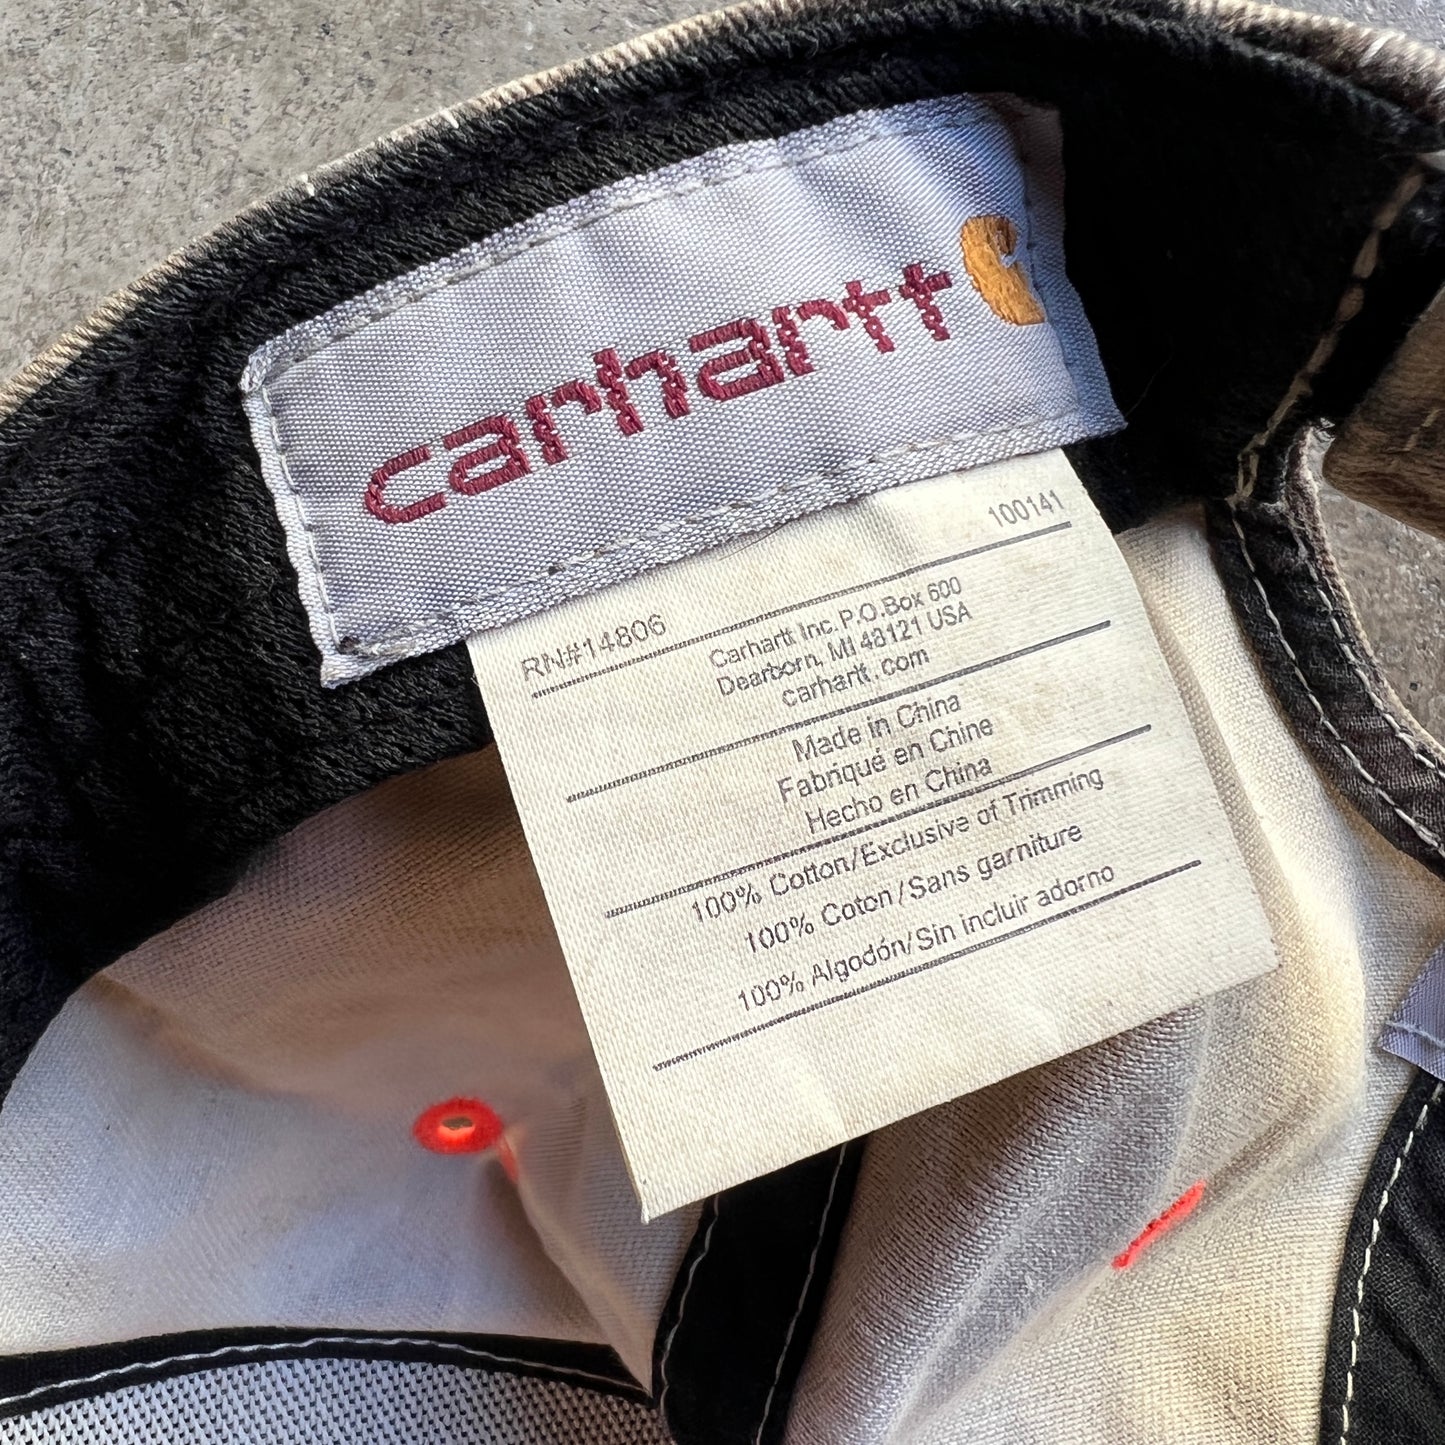 carhartt
RN#14806
100141
Carhartt Inc. P.O.Box 600
Dearborn, MI 48121 USA
carhartt.com
Made in China
Fabriqué en Chine
Hecho en China
100% Cotton/Exclusive of Trimming
100% Coton/Sans garniture
100% Algodón/Sin incluir adorno